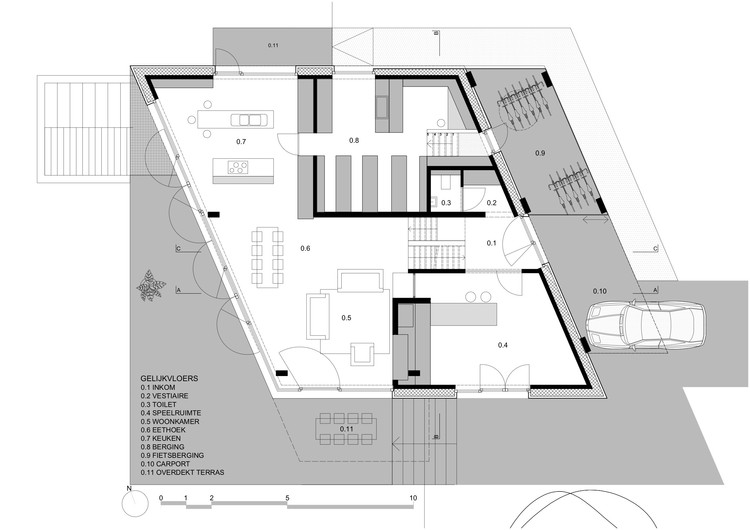 0.11
B
0.7
0.8
0.9
0.3
0.2
0.1
C
0.6
C
A
0.10
A
0.5
0.4
GELIJKVLOERS
0.1 INKOM
0.2 VESTIAIRE
0.3 TOILET
0.4 SPEELRUIMTE
0.5 WOONKAMER
0.6 EETHOEK
0.7 KEUKEN
0.8 BERGING
0.9 FIETSBERGING
0.10 CARPORT
0.11 OVERDEKT TERRAS
0.11
B
N
0 1 2 5 10